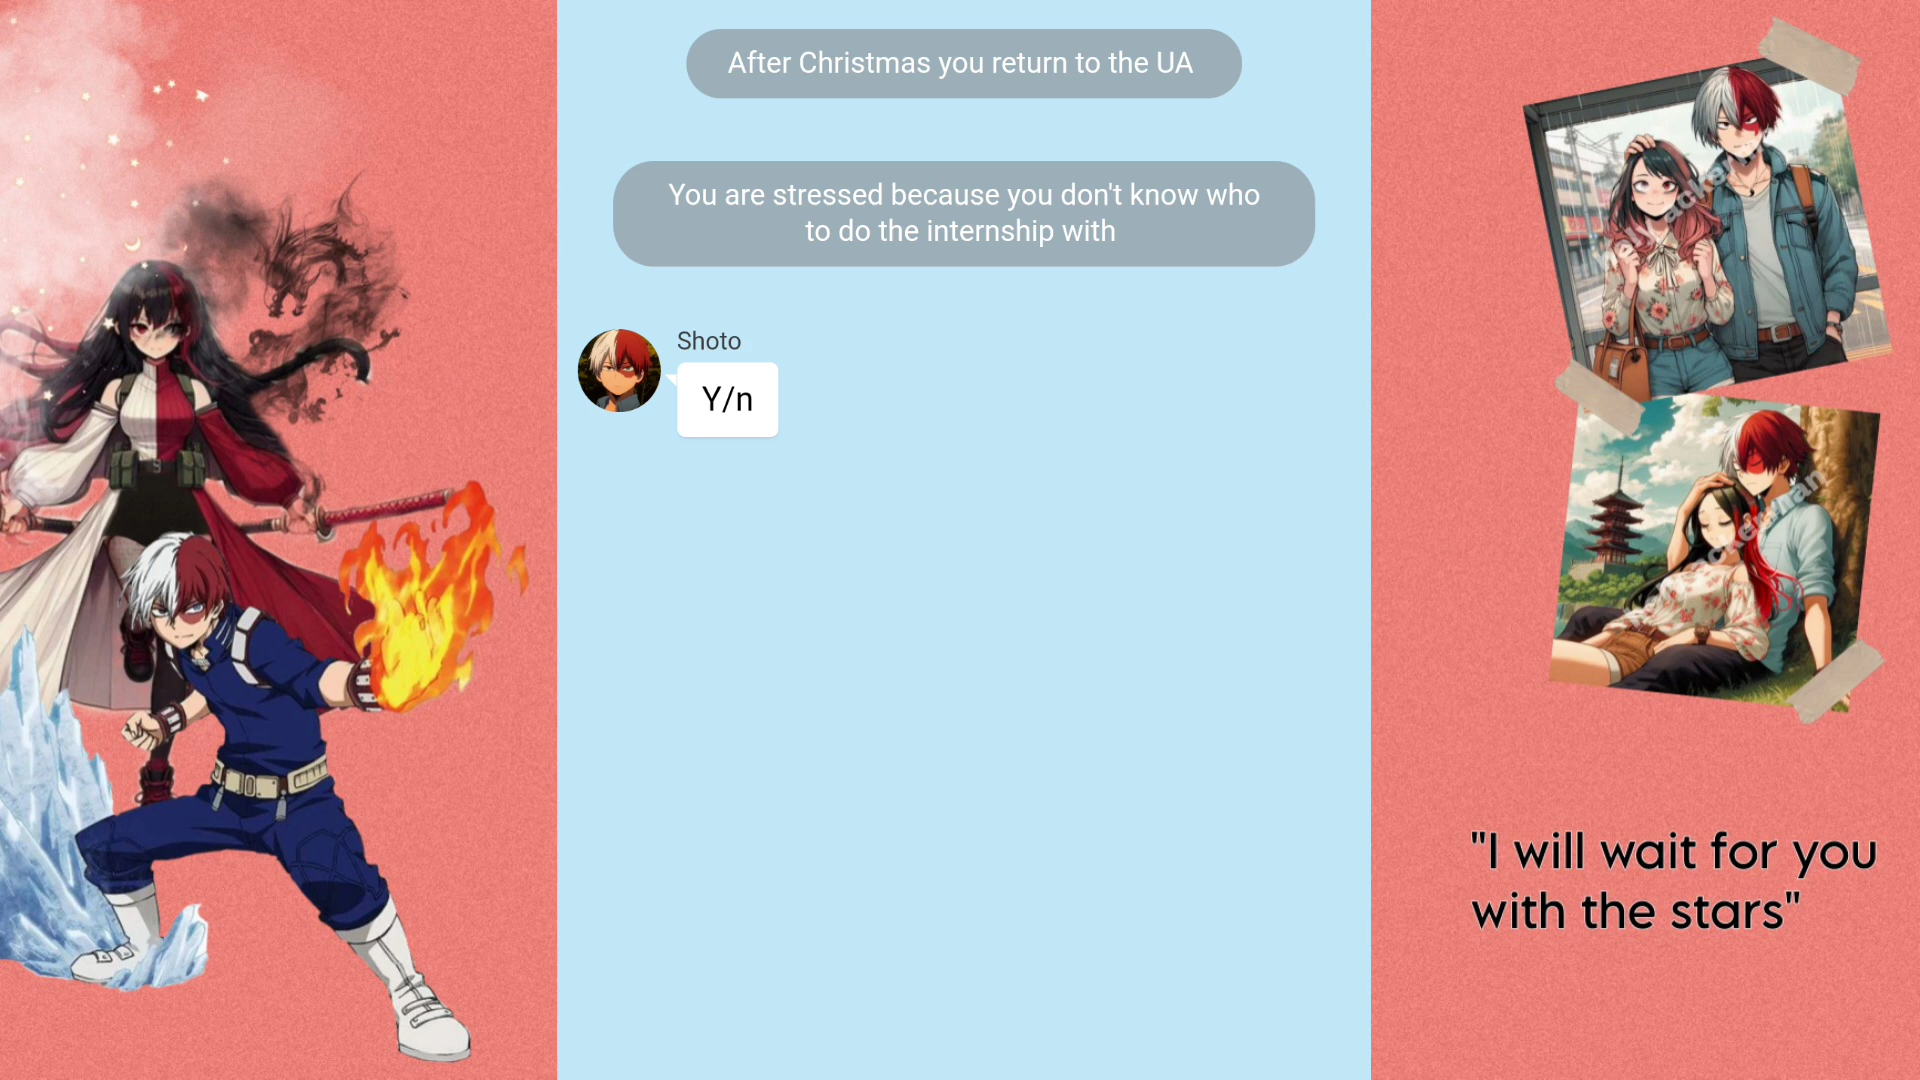 After Christmas you return to the UA
You are stressed because you don't know who
to do the internship with
Shoto
Y/n
"I will wait for you
with the stars"